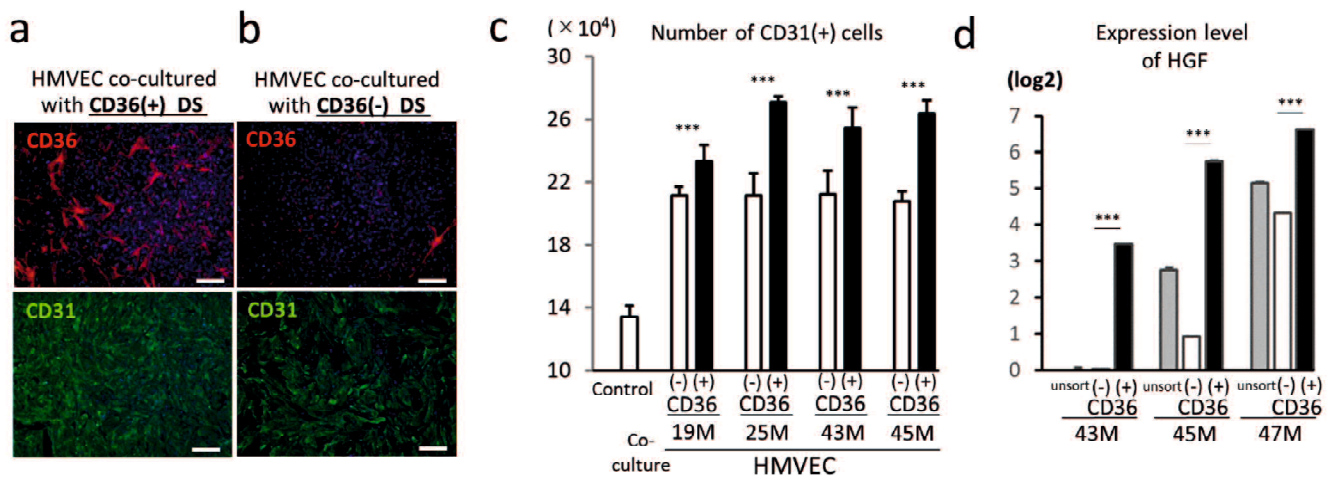 a
HMVEC co-cultured
with CD36(+) DS
CD36
CD31
b
HMVEC co-cultured
with CD36(-) DS
CD36
CD31
c
(×10⁴)
Number of CD31(+) cells
30
26
22
18
14
10
***
***
***
***
Control
(-) (+)
(-) (+)
(-) (+)
(-) (+)
CD36
CD36
CD36
CD36
19M
25M
43M
45M
Co-
culture
HMVEC
d
Expression level
of HGF
(log2)
7
6
5
4
3
2
1
0
***
***
***
unsort (-) (+)
unsort (-) (+)
unsort (-) (+)
CD36
CD36
CD36
43M
45M
47M